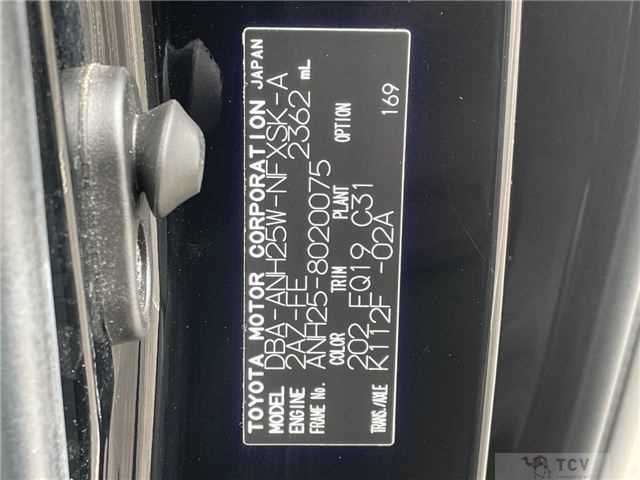 TOYOTA MOTOR CORPORATION JAPAN
MODEL DBA-ANH25W-NFXSK-A
ENGINE 2AZ-FE 2362 mL
FRAME No. ANH25-8020075
COLOR TRIM PLANT OPTION
202 FQ19 C31 169
TRANS./AXLE K112F -02A
TCV